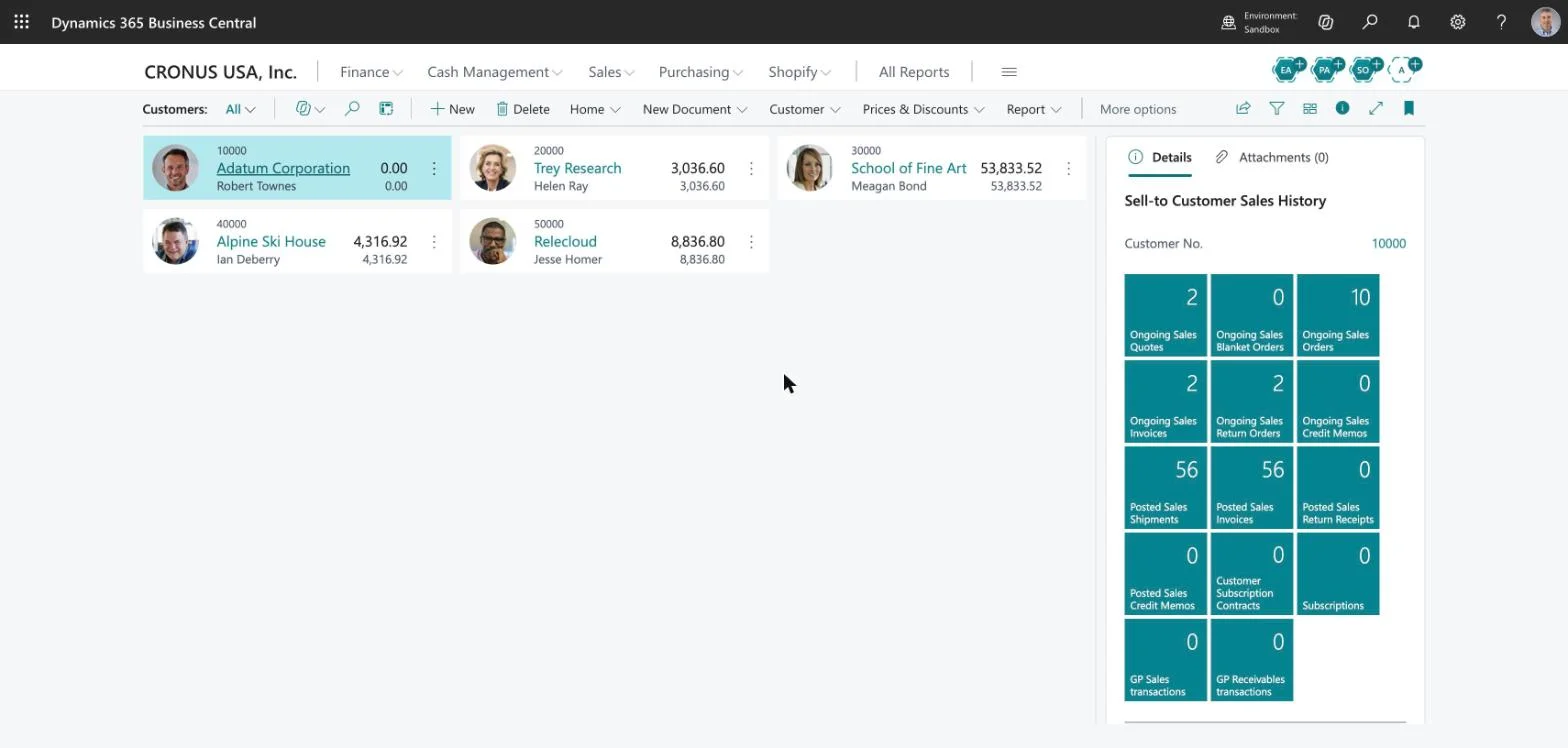 Dynamics 365 Business Central
Environment:
Sandbox
CRONUS USA, Inc.
Finance
Cash Management
Sales
Purchasing
Shopify
All Reports
EA
PA
SO
A
Customers:
All
New
Delete
Home
New Document
Customer
Prices & Discounts
Report
More options
10000
Adatum Corporation 0.00
Robert Townes 0.00
20000
Trey Research 3,036.60
Helen Ray 3,036.60
30000
School of Fine Art 53,833.52
Meagan Bond 53,833.52
40000
Alpine Ski House 4,316.92
Ian Deberry 4,316.92
50000
Relecloud 8,836.80
Jesse Homer 8,836.80
Details
Attachments (0)
Sell-to Customer Sales History
Customer No. 10000
2
Ongoing Sales
Quotes
0
Ongoing Sales
Blanket Orders
10
Ongoing Sales
Orders
2
Ongoing Sales
Invoices
2
Ongoing Sales
Return Orders
0
Ongoing Sales
Credit Memos
56
Posted Sales
Shipments
56
Posted Sales
Invoices
0
Posted Sales
Return Receipts
0
Posted Sales
Credit Memos
0
Customer
Subscription
Contracts
0
Subscriptions
0
GP Sales
transactions
0
GP Receivables
transactions